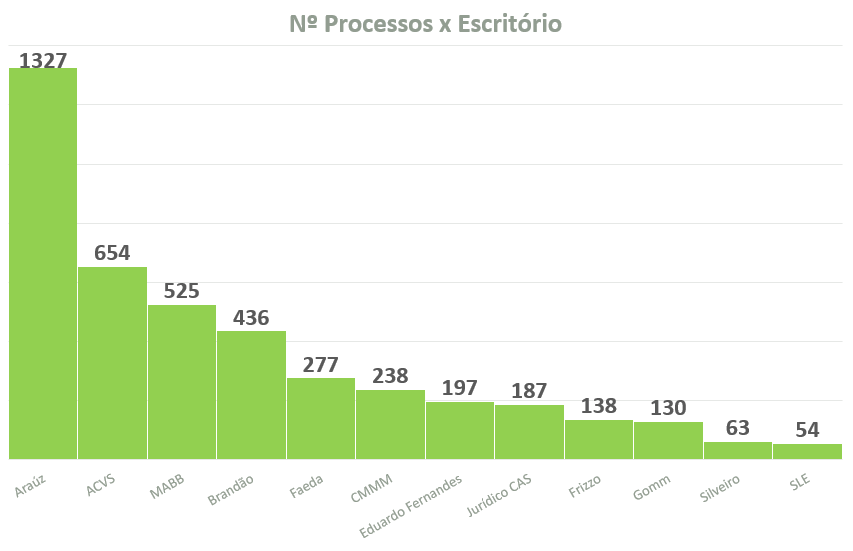 Nº Processos x Escritório
1327
654
525
436
277
238
197
187
138
130
63
54
Araúz
ACVS
MABB
Brandão
Faeda
CMMM
Eduardo Fernandes
Jurídico CAS
Frizzo
Gomm
Silveiro
SLE